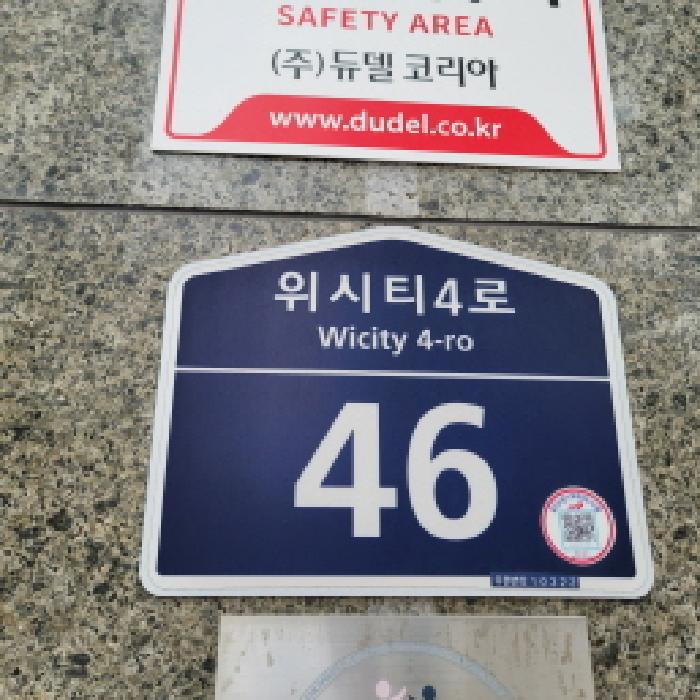 SAFETY AREA
(주)듀델 코리아
www.dudel.co.kr
위시티4로
Wicity 4-ro
46